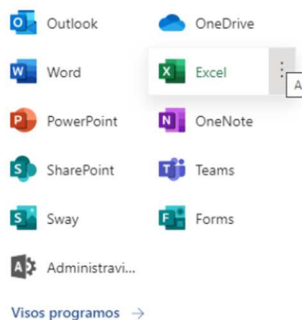 Outlook OneDrive
Word Excel
A
PowerPoint OneNote
SharePoint Teams
Sway Forms
Administravi...
Visos programos →